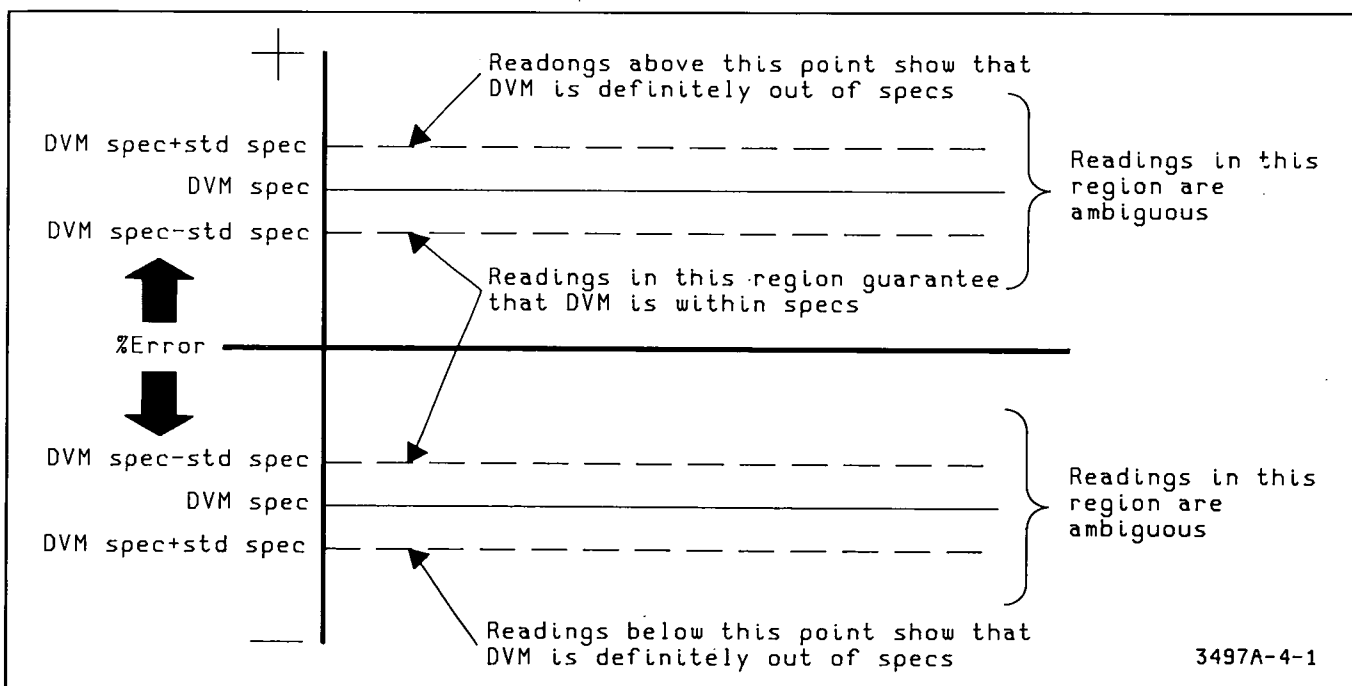 +
Readongs above this point show that
DVM is definitely out of specs
DVM spec+std spec
DVM spec
DVM spec-std spec
Readings in this
region are
ambiguous
Readings in this region guarantee
that DVM is within specs
%Error
DVM spec-std spec
DVM spec
DVM spec+std spec
Readings in this
region are
ambiguous
—
Readings below this point show that
DVM is definitely out of specs
3497A-4-1